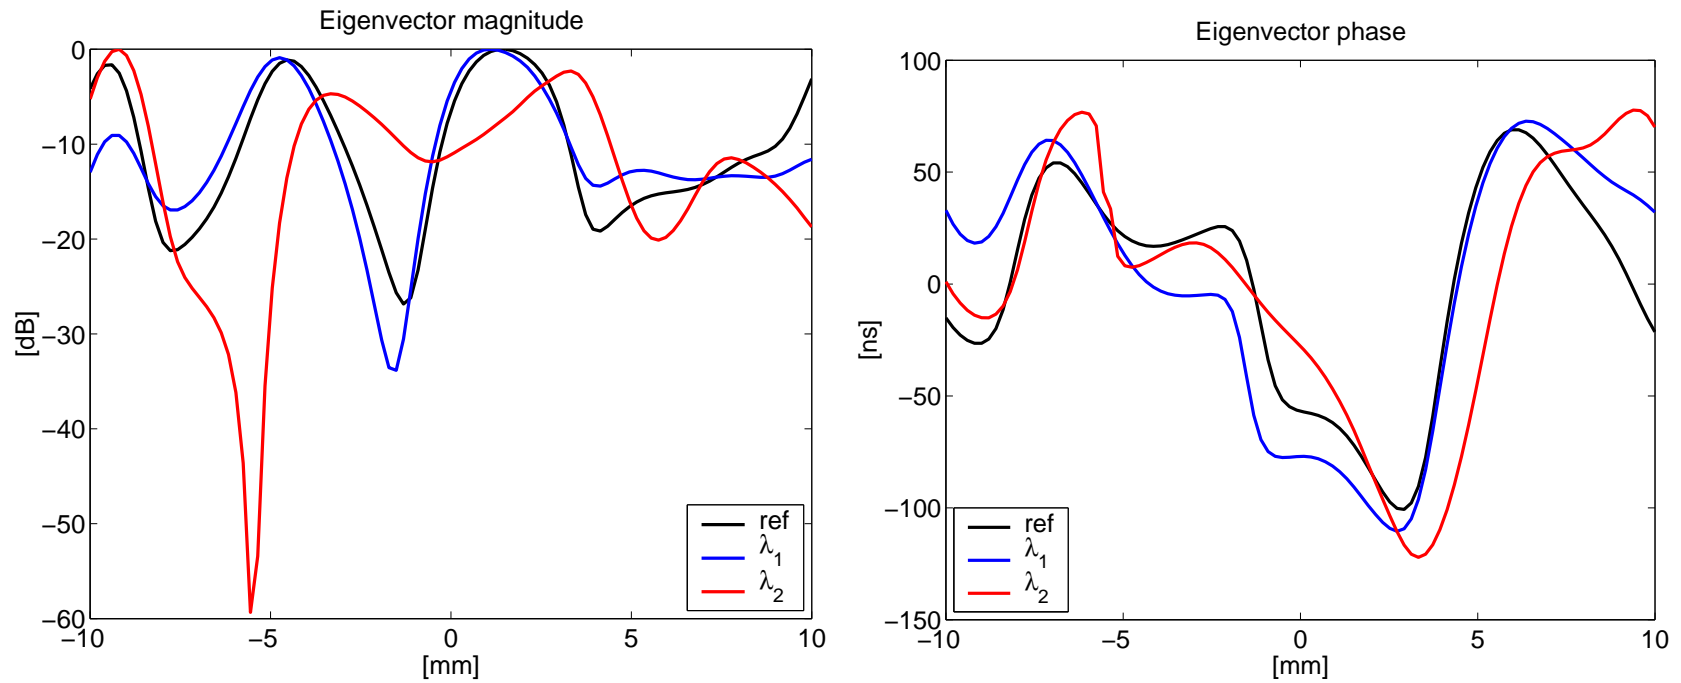 Eigenvector magnitude
[dB]
0
−10
−20
−30
−40
−50
−60
−10 −5 0 5 10
[mm]
ref
λ1
λ2
Eigenvector phase
[ns]
100
50
0
−50
−100
−150
−10 −5 0 5 10
[mm]
ref
λ1
λ2